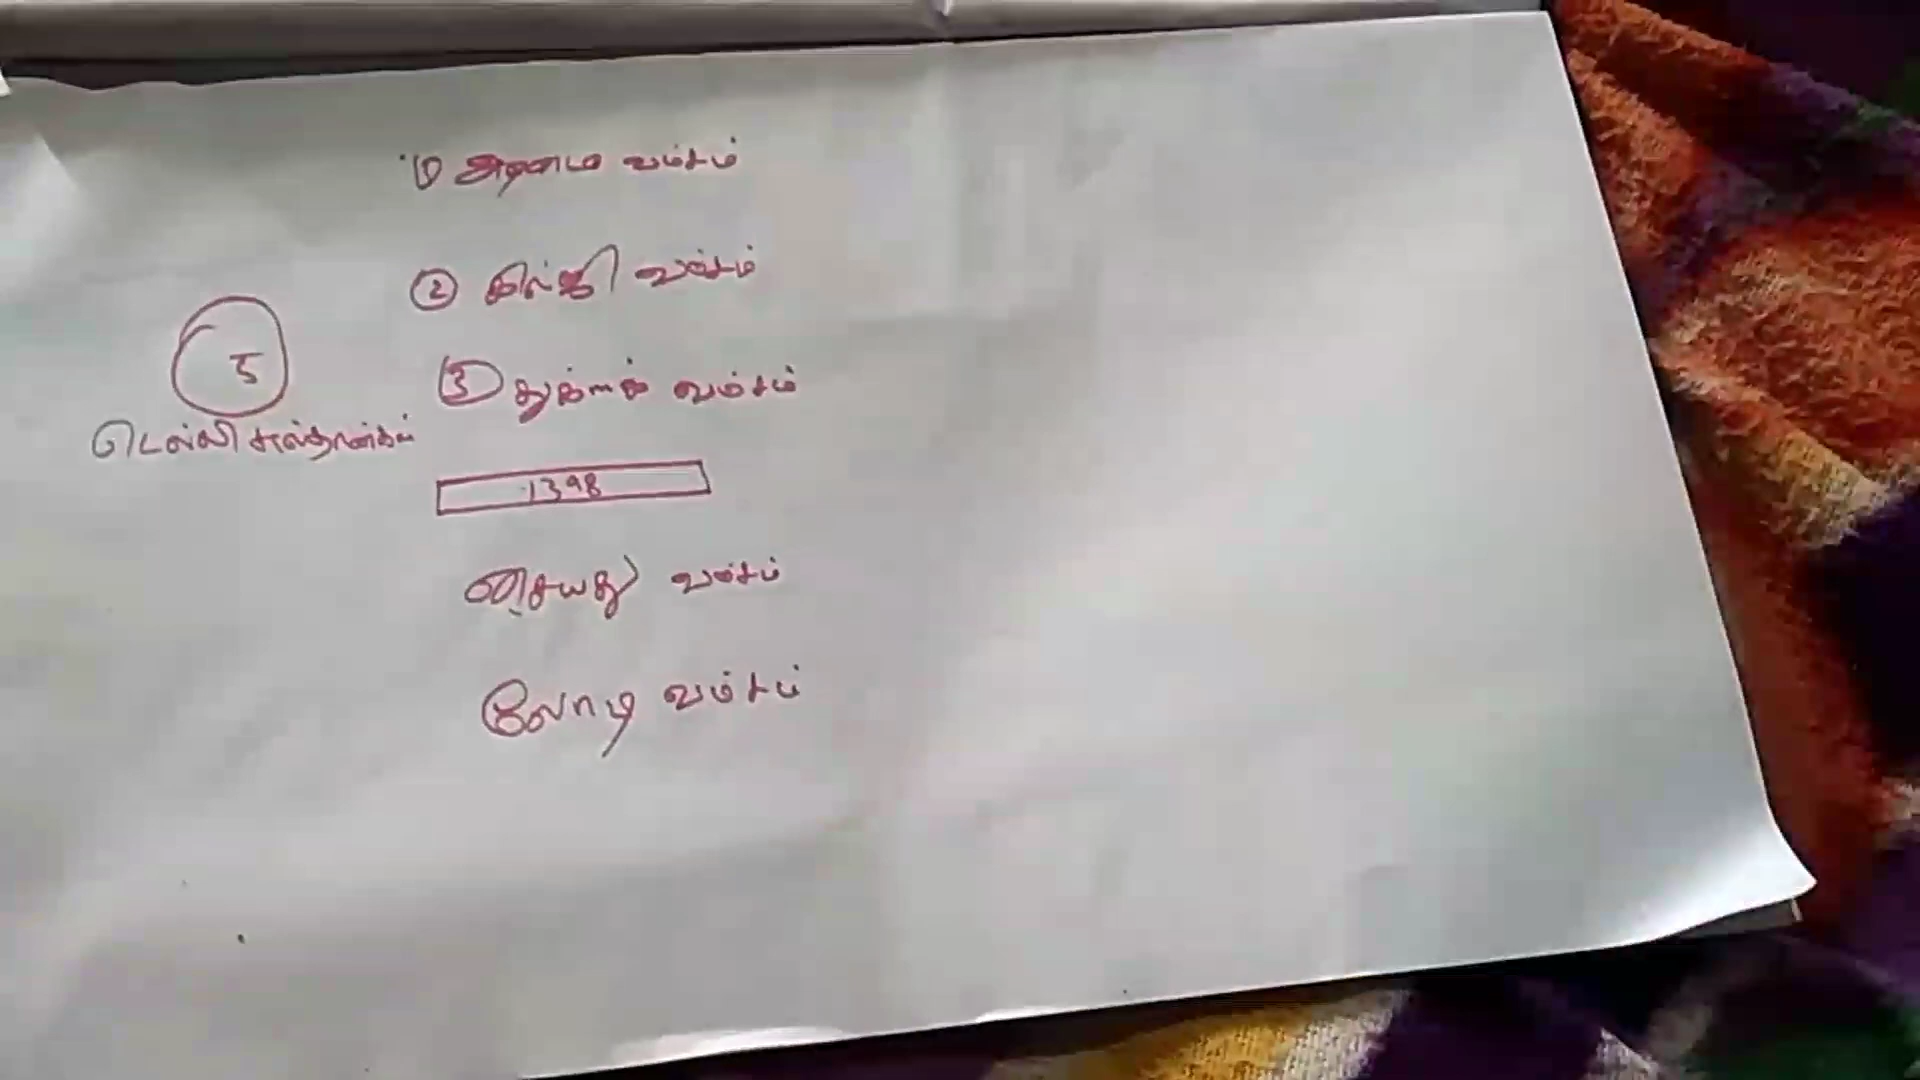 ① அடிமை வம்சம்
② கில்ஜி வம்சம்
5
③ துக்ளக் வம்சம்
டெல்லி சுல்தான்கள்
1398
சையது வம்சம்
லோடி வம்சம்